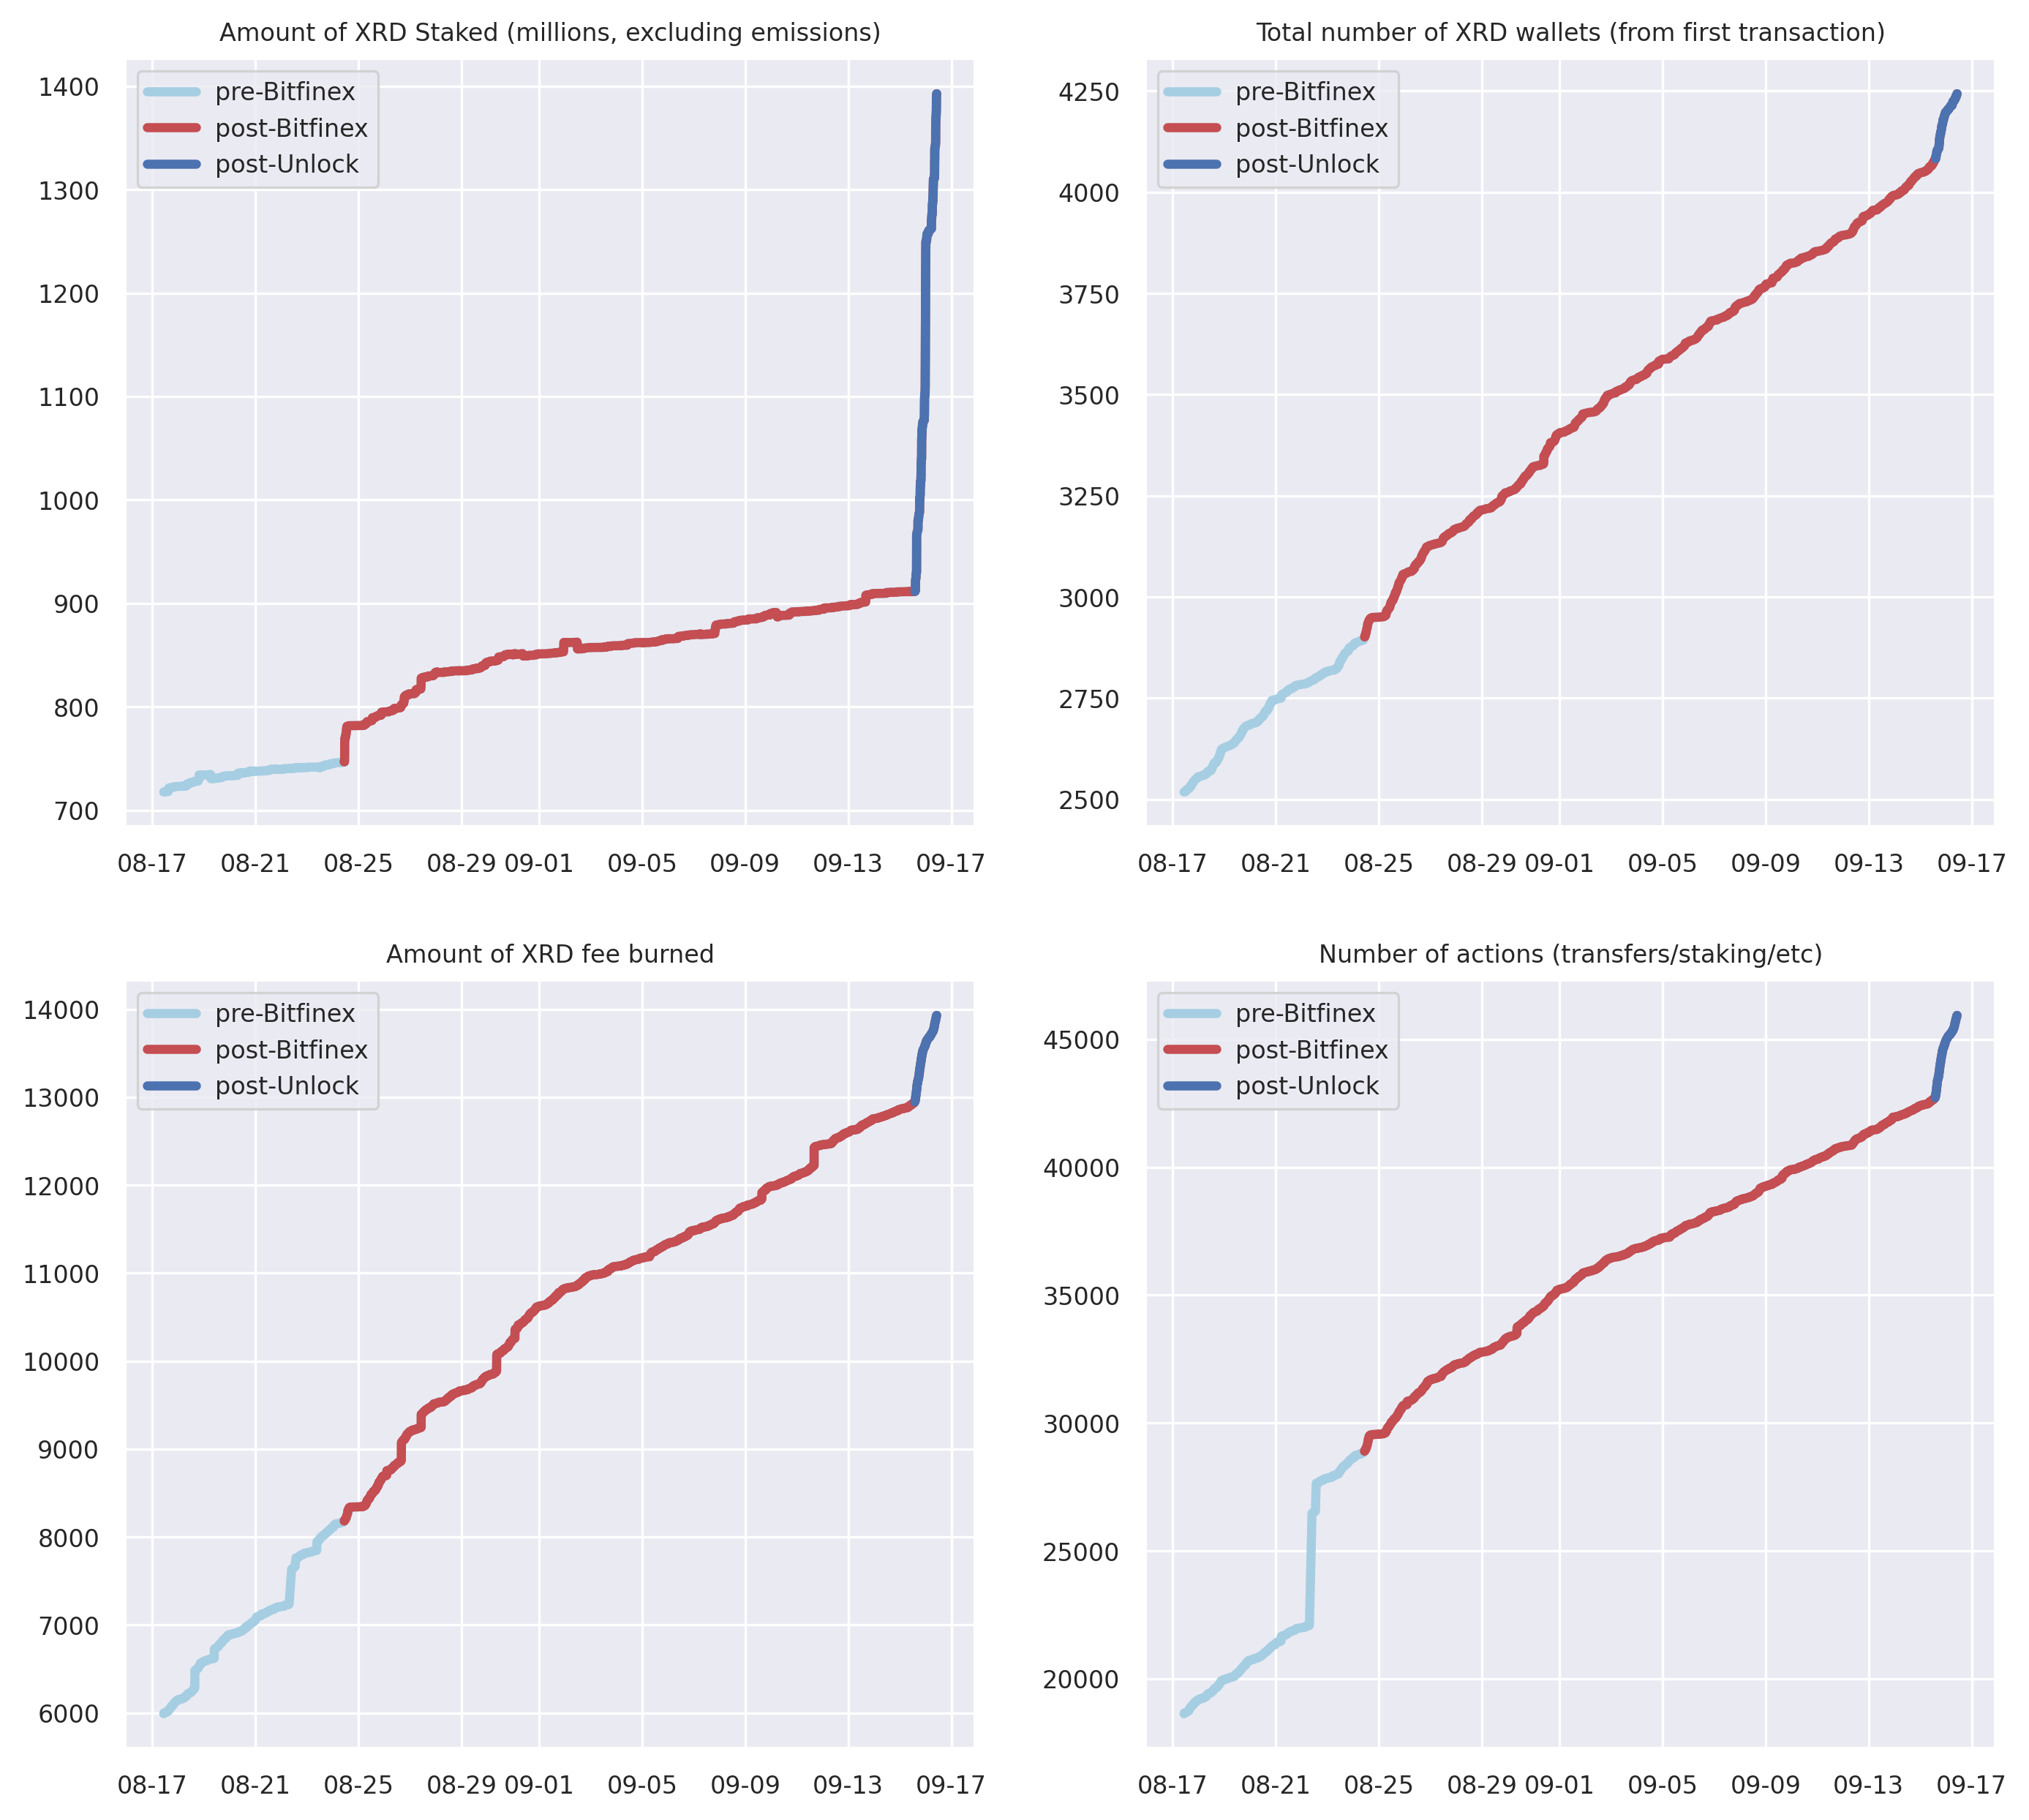 Amount of XRD Staked (millions, excluding emissions)
pre-Bitfinex
post-Bitfinex
post-Unlock
1400
1300
1200
1100
1000
900
800
700
08-17 08-21 08-25 08-29 09-01 09-05 09-09 09-13 09-17
Total number of XRD wallets (from first transaction)
pre-Bitfinex
post-Bitfinex
post-Unlock
4250
4000
3750
3500
3250
3000
2750
2500
08-17 08-21 08-25 08-29 09-01 09-05 09-09 09-13 09-17
Amount of XRD fee burned
pre-Bitfinex
post-Bitfinex
post-Unlock
14000
13000
12000
11000
10000
9000
8000
7000
6000
08-17 08-21 08-25 08-29 09-01 09-05 09-09 09-13 09-17
Number of actions (transfers/staking/etc)
pre-Bitfinex
post-Bitfinex
post-Unlock
45000
40000
35000
30000
25000
20000
08-17 08-21 08-25 08-29 09-01 09-05 09-09 09-13 09-17